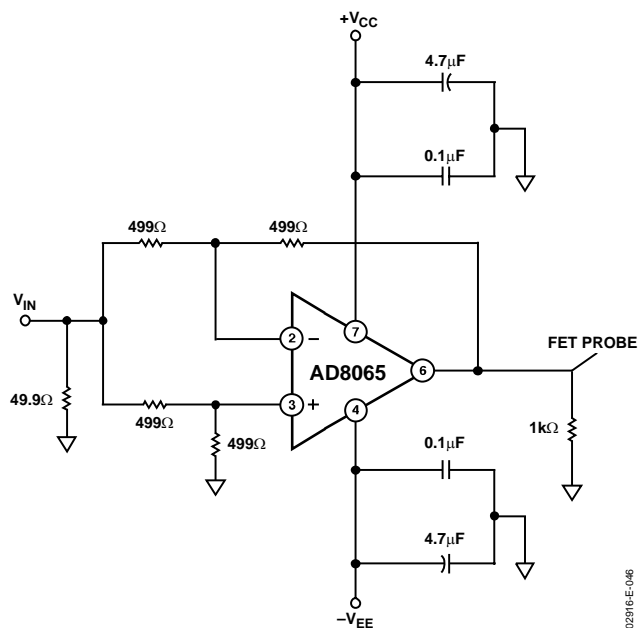 +VCC
4.7μF
0.1μF
499Ω
499Ω
VIN
7
2
−
FET PROBE
AD8065
6
3
+
49.9Ω
499Ω
4
499Ω
1kΩ
0.1μF
4.7μF
−VEE
02916-E-046